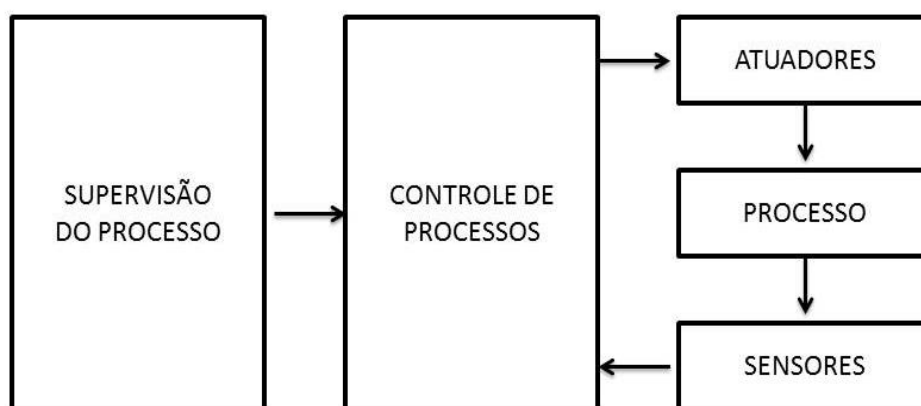 SUPERVISÃO
DO PROCESSO
CONTROLE DE
PROCESSOS
ATUADORES
PROCESSO
SENSORES